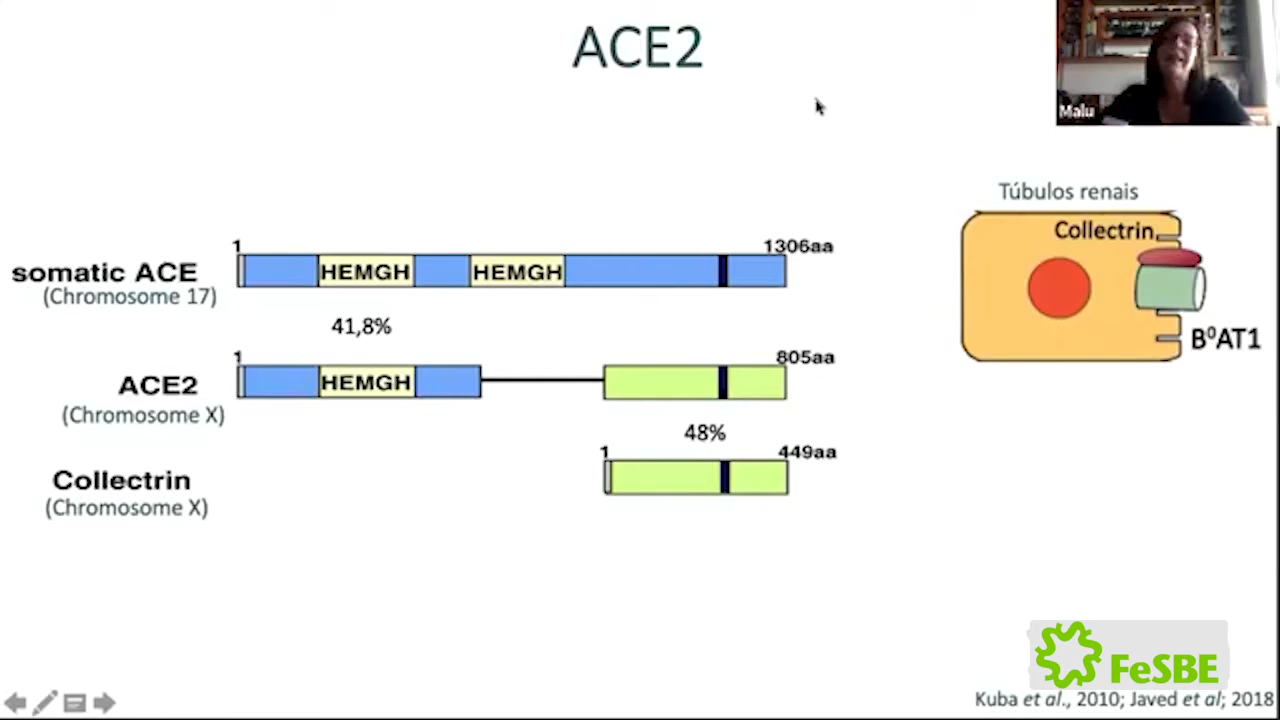 ACE2
Malu
Túbulos renais
Collectrin
B⁰AT1
1
1306aa
somatic ACE
HEMGH
HEMGH
(Chromosome 17)
41,8%
1
805aa
ACE2
HEMGH
(Chromosome X)
48%
1
449aa
Collectrin
(Chromosome X)
FeSBE
Kuba et al., 2010; Javed et al; 2018